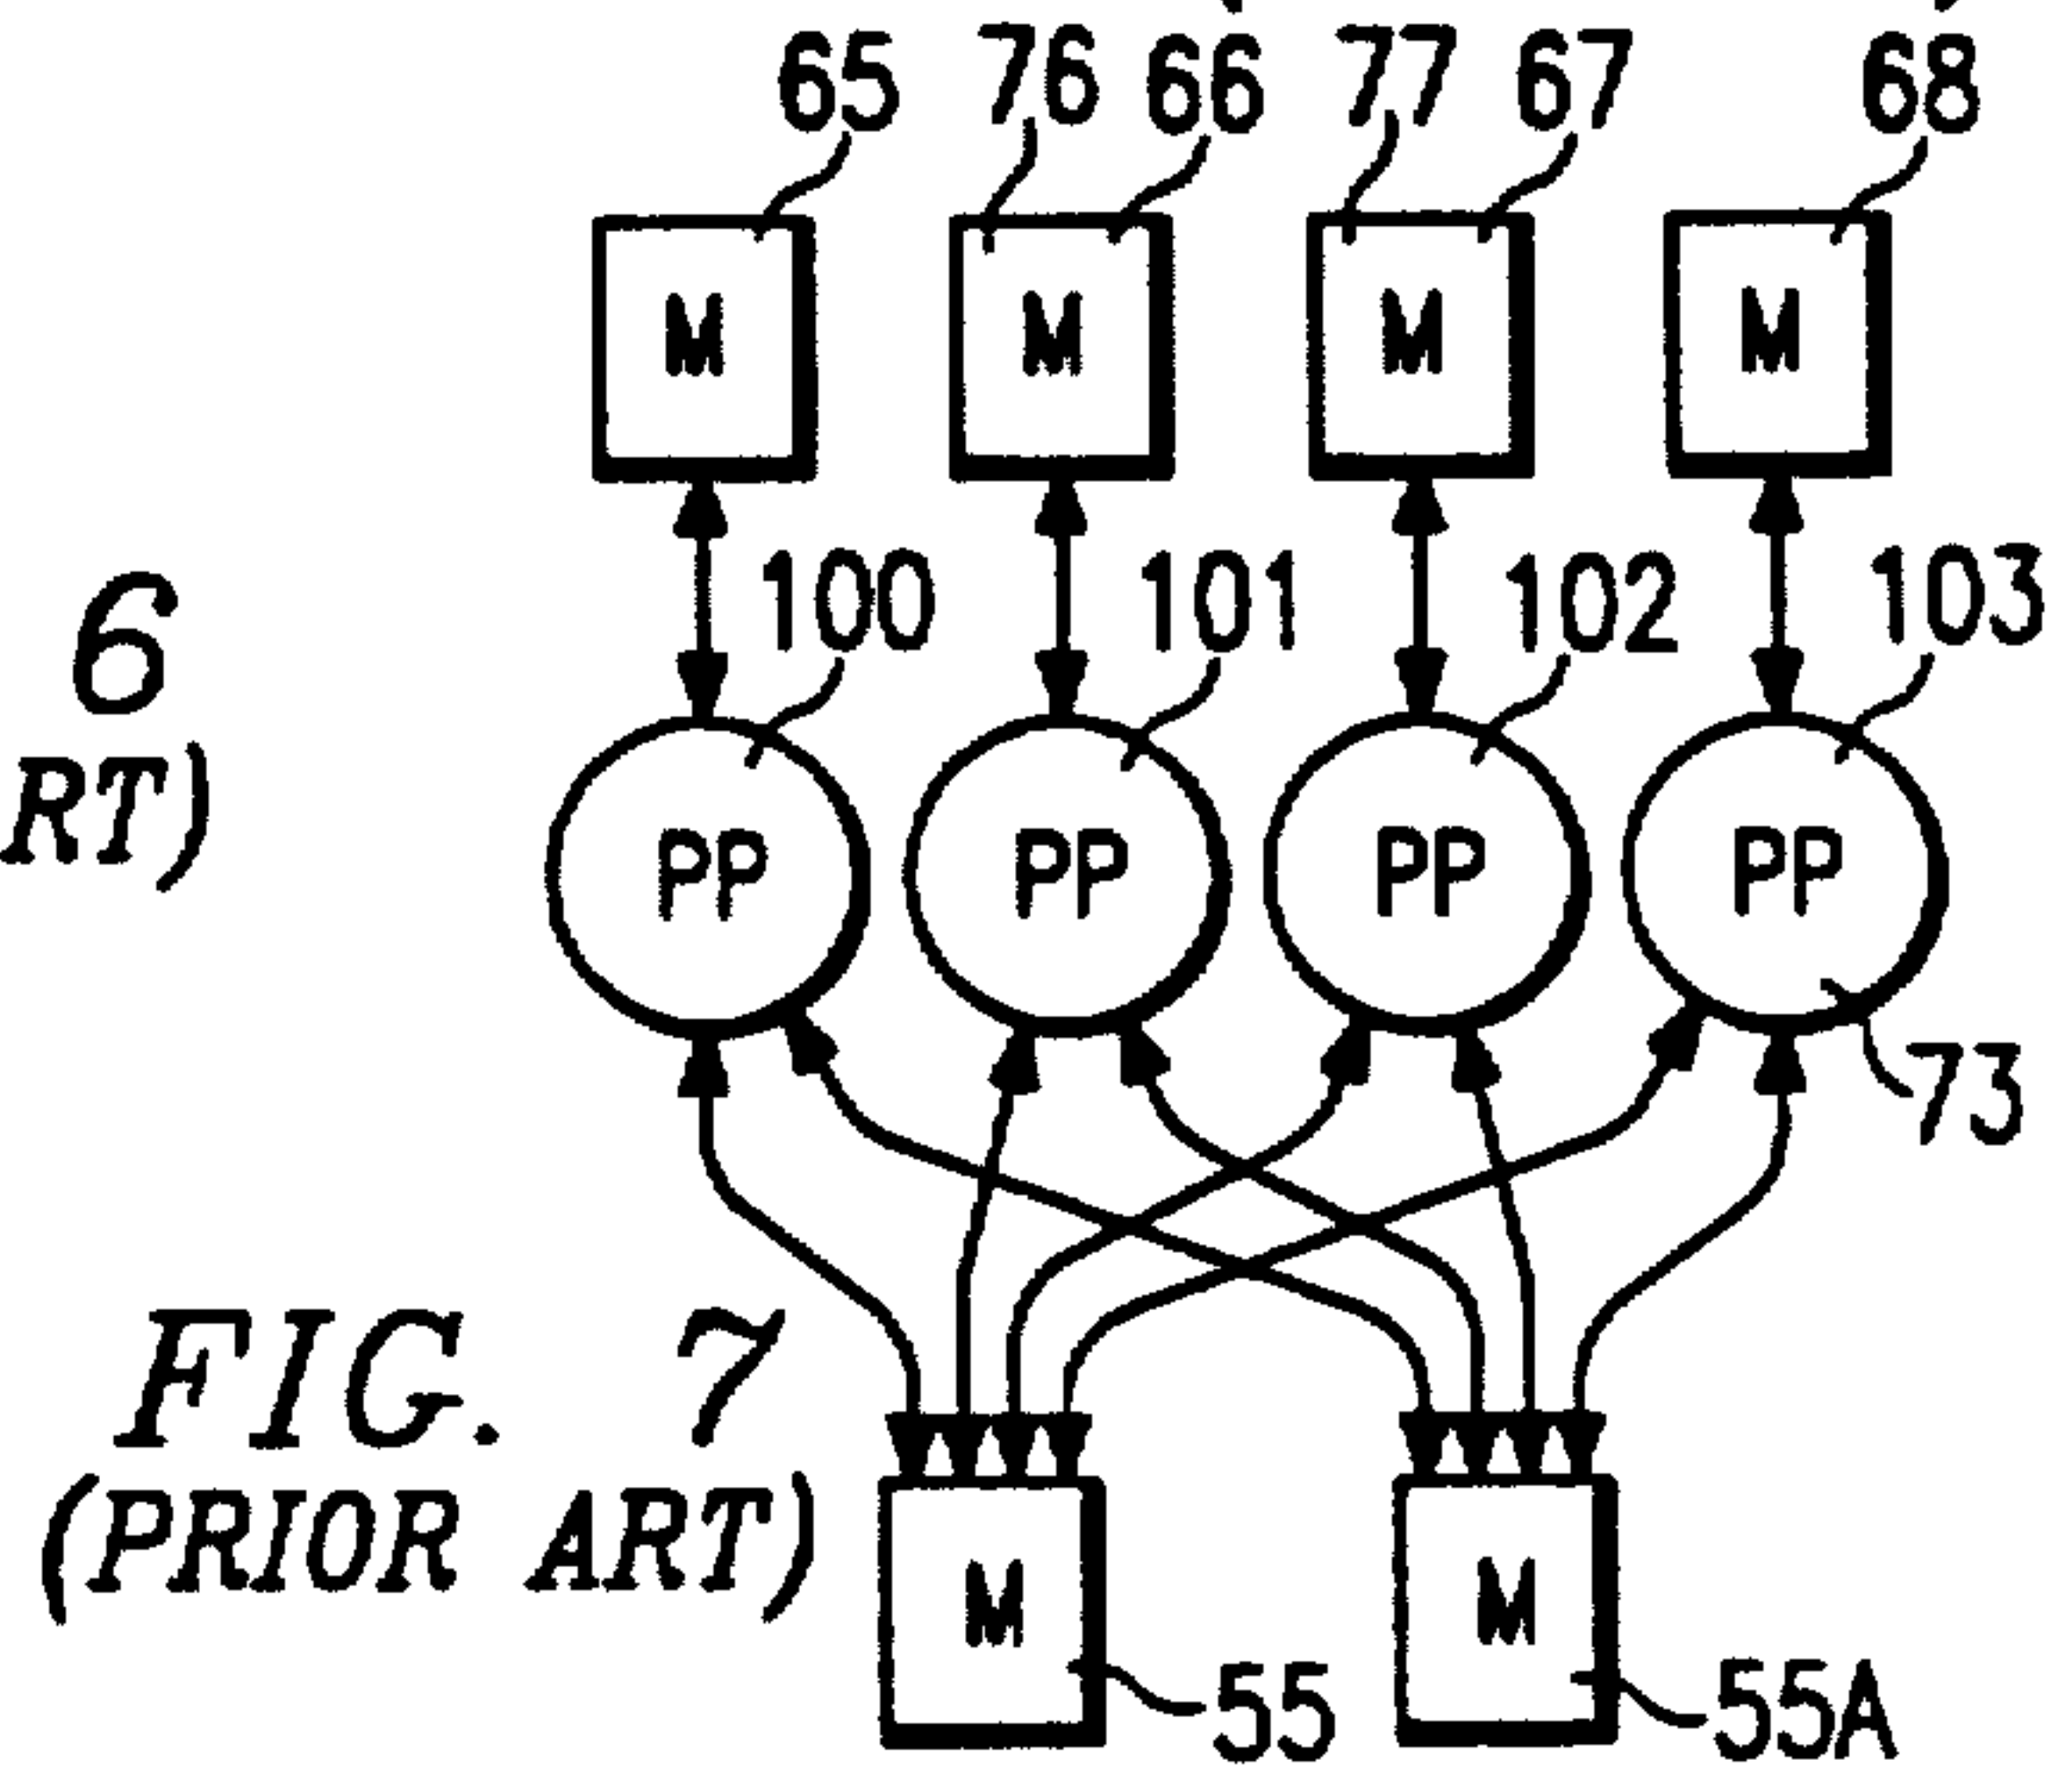 65 76 66 77 67 68
M M M M
100 101 102 103
6
RT)
PP PP PP PP
73
FIG. 7
(PRIOR ART)
M M
55 55A